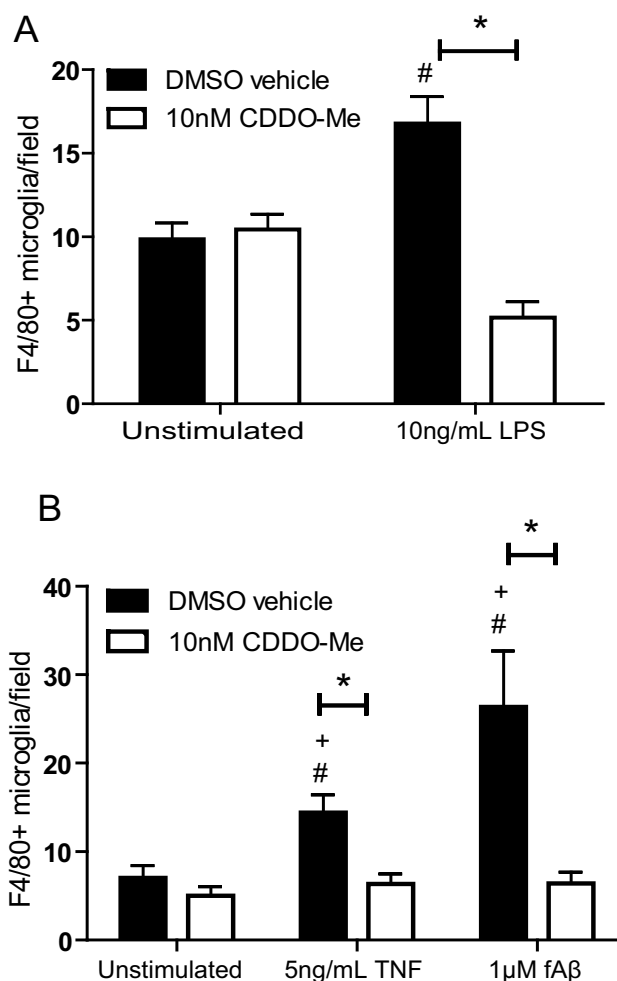 A
*
#
DMSO vehicle
10nM CDDO-Me
F4/80+ microglia/field
20
15
10
5
0
Unstimulated 10ng/mL LPS
B
*
+
#
DMSO vehicle
10nM CDDO-Me
*
+
#
F4/80+ microglia/field
40
30
20
10
0
Unstimulated 5ng/mL TNF 1µM fAβ